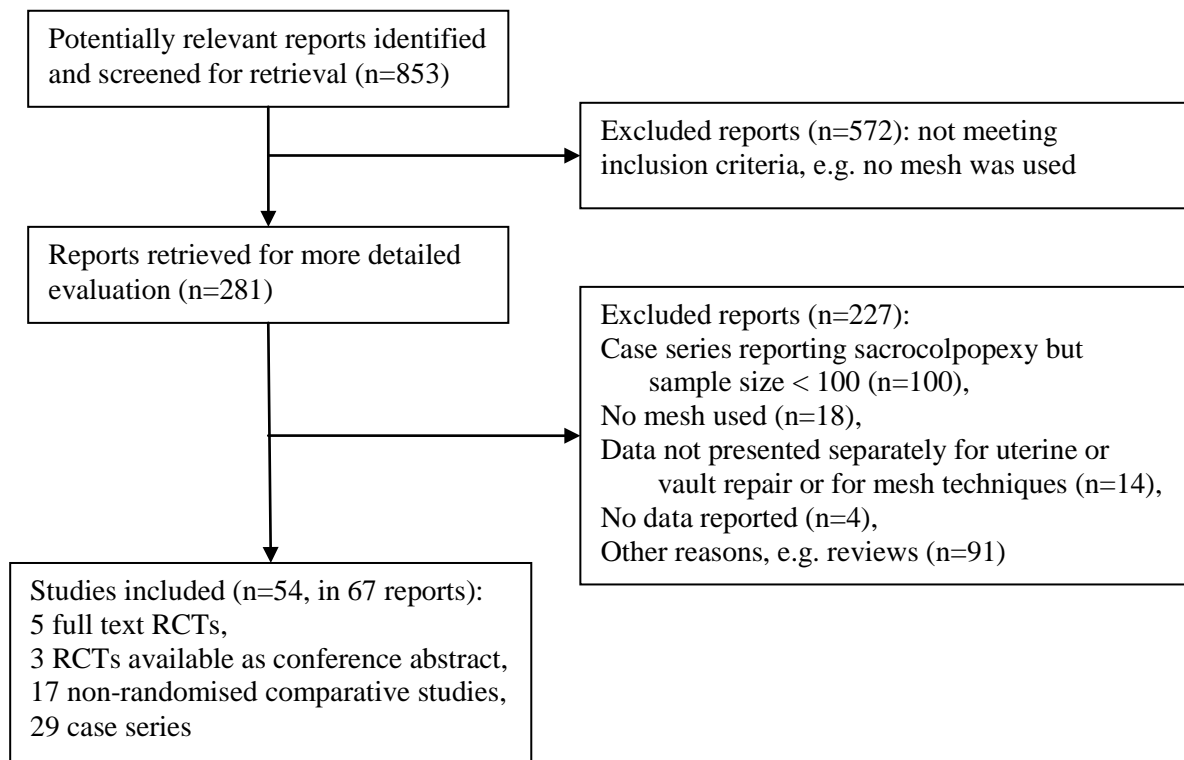 Potentially relevant reports identified
and screened for retrieval (n=853)
Excluded reports (n=572): not meeting
inclusion criteria, e.g. no mesh was used
Reports retrieved for more detailed
evaluation (n=281)
Excluded reports (n=227):
Case series reporting sacrocolpopexy but
sample size < 100 (n=100),
No mesh used (n=18),
Data not presented separately for uterine or
vault repair or for mesh techniques (n=14),
No data reported (n=4),
Other reasons, e.g. reviews (n=91)
Studies included (n=54, in 67 reports):
5 full text RCTs,
3 RCTs available as conference abstract,
17 non-randomised comparative studies,
29 case series